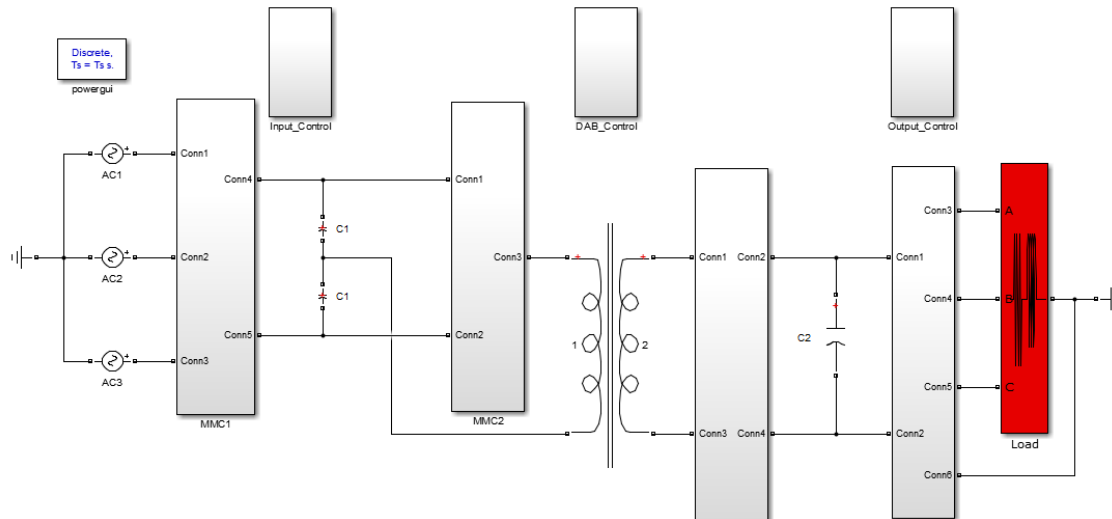 Discrete,
Ts = Ts s.
powergui
Input_Control
DAB_Control
Output_Control
AC1
AC2
AC3
Conn1
Conn2
Conn3
Conn4
Conn5
MMC1
C1
C1
Conn1
Conn2
Conn3
MMC2
1
2
Conn1
Conn3
Conn2
Conn4
C2
Conn1
Conn2
Conn3
Conn4
Conn5
Conn6
A
B
C
Load